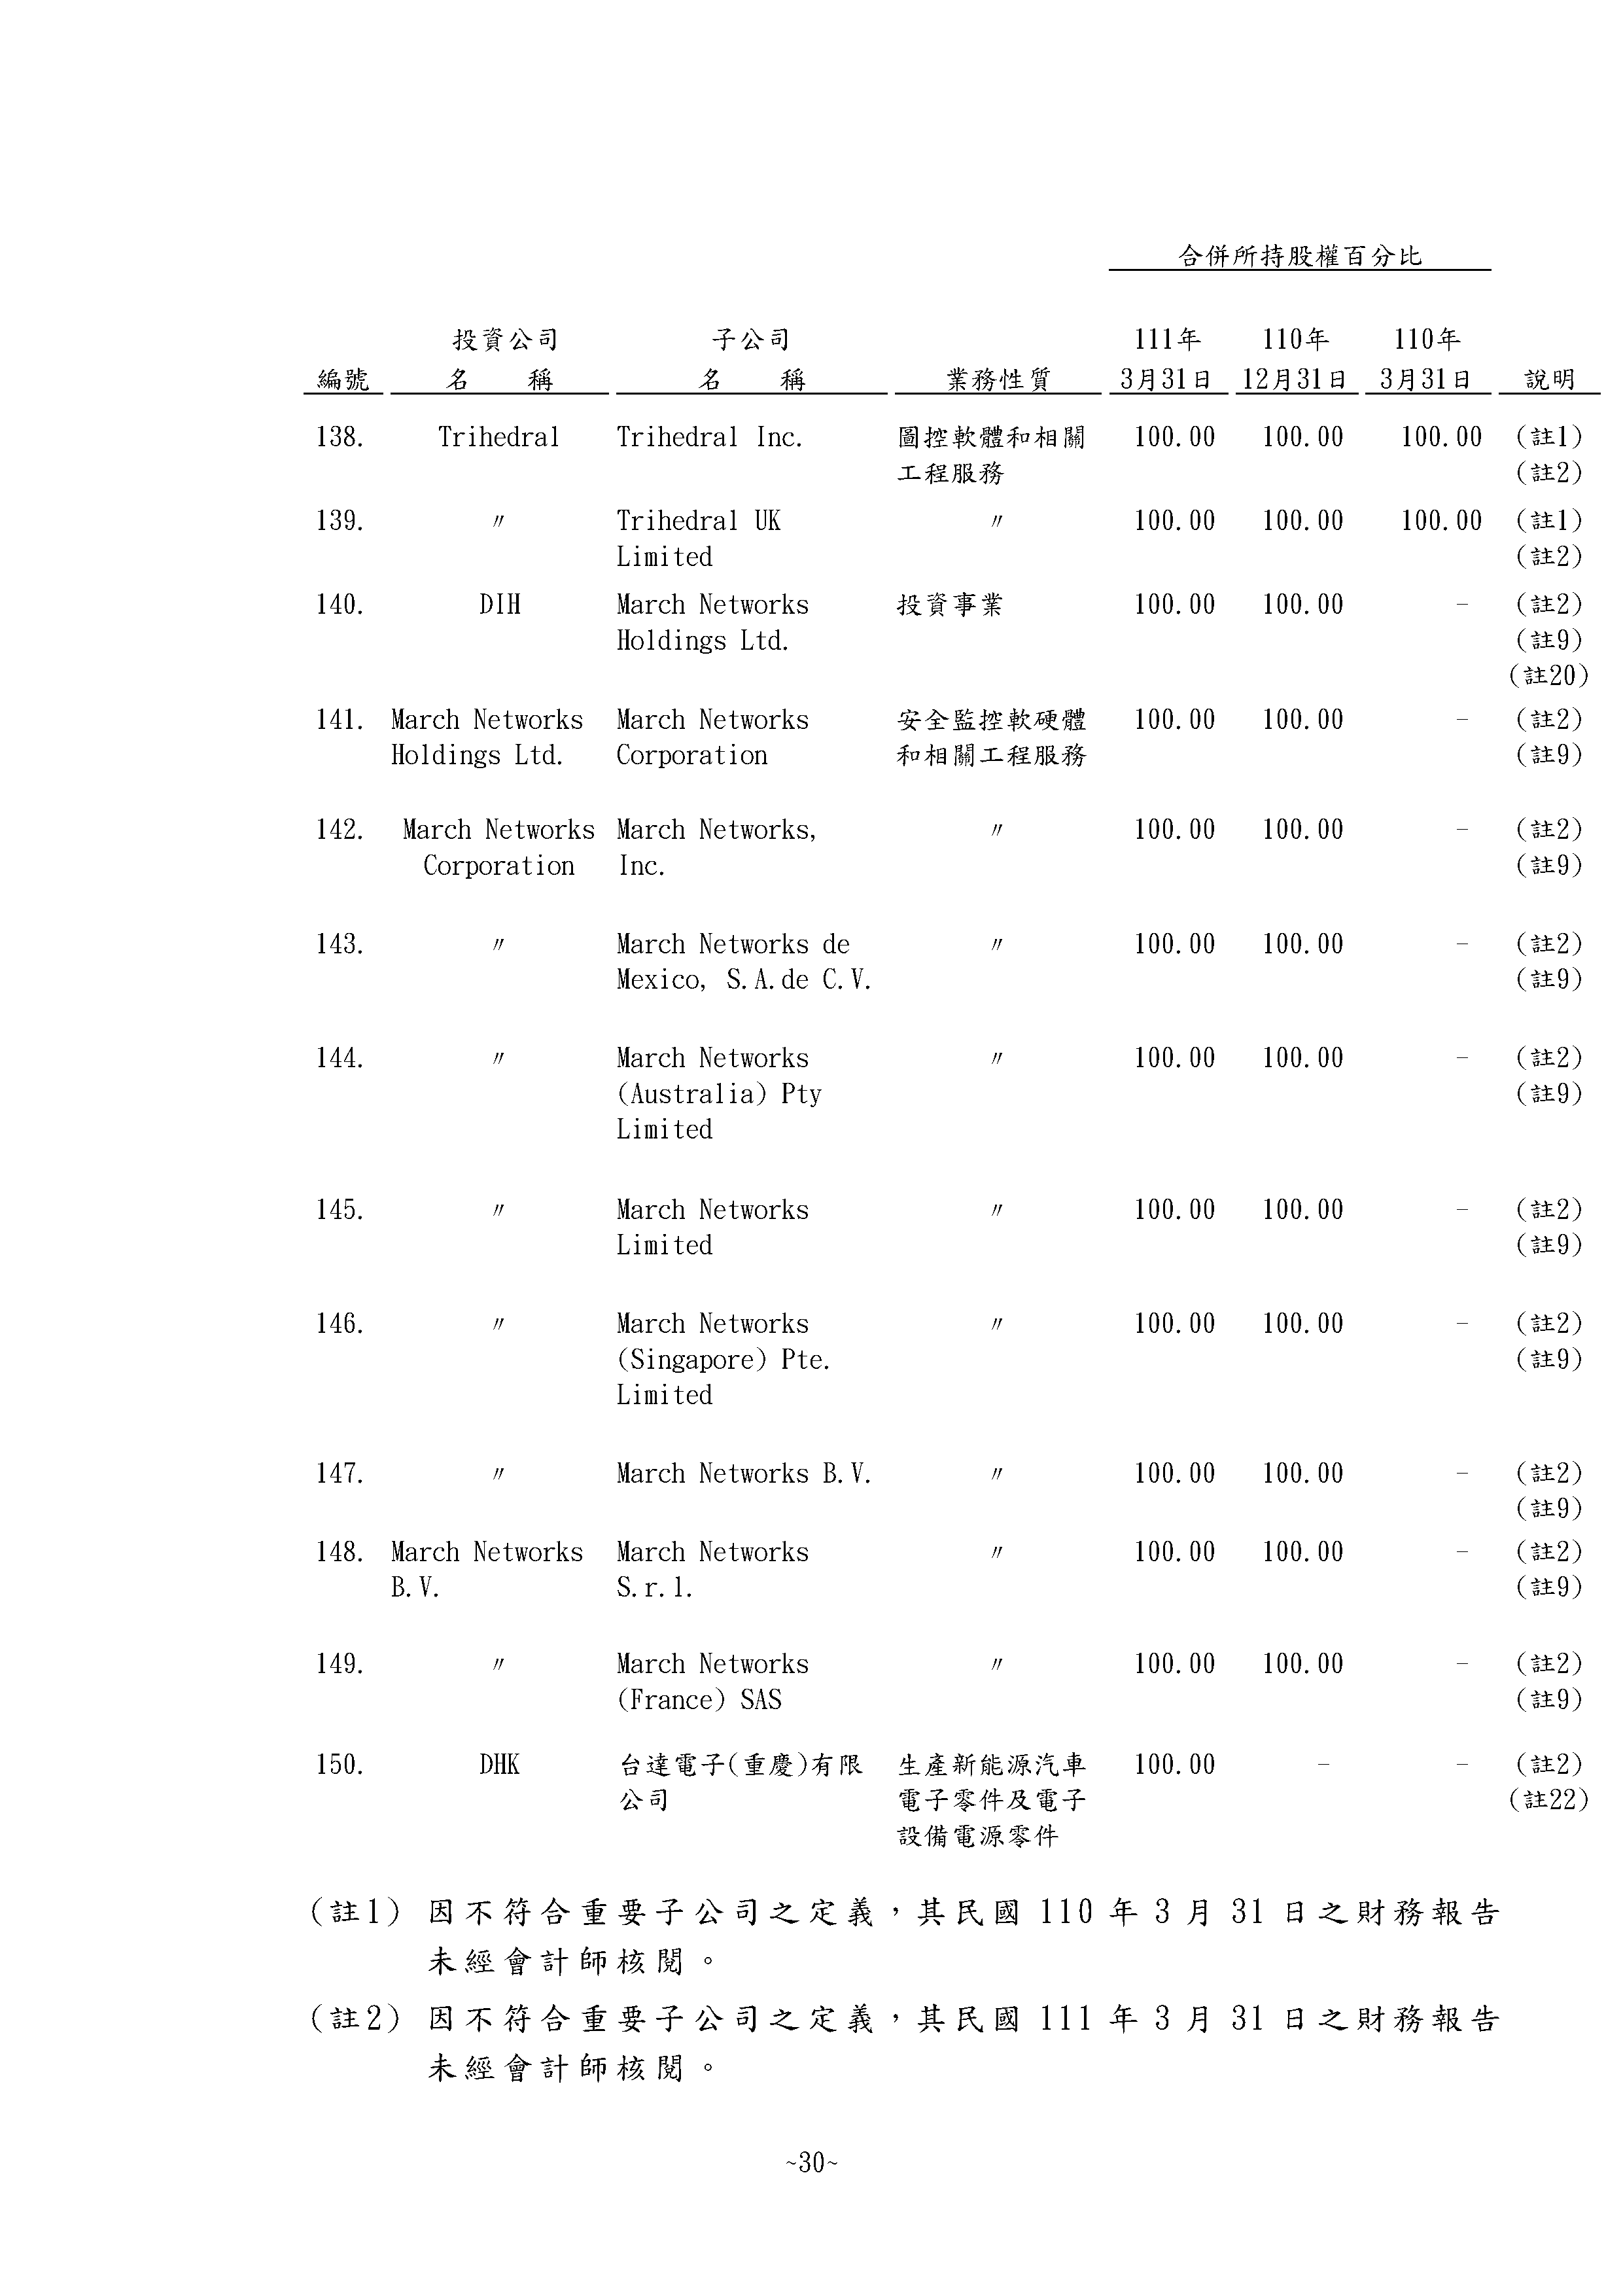 合併所持股權百分比
投資公司 子公司 111年 110年 110年
編號 名 稱 名 稱 業務性質 3月31日 12月31日 3月31日 說明
138. Trihedral Trihedral Inc. 圖控軟體和相關 100.00 100.00 100.00 (註1)
工程服務 (註2)
139. 〃 Trihedral UK 〃 100.00 100.00 100.00 (註1)
Limited (註2)
140. DIH March Networks 投資事業 100.00 100.00 - (註2)
Holdings Ltd. (註9)
(註20)
141. March Networks March Networks 安全監控軟硬體 100.00 100.00 - (註2)
Holdings Ltd. Corporation 和相關工程服務 (註9)
142. March Networks March Networks, 〃 100.00 100.00 - (註2)
Corporation Inc. (註9)
143. 〃 March Networks de 〃 100.00 100.00 - (註2)
Mexico, S.A.de C.V. (註9)
144. 〃 March Networks 〃 100.00 100.00 - (註2)
(Australia) Pty (註9)
Limited
145. 〃 March Networks 〃 100.00 100.00 - (註2)
Limited (註9)
146. 〃 March Networks 〃 100.00 100.00 - (註2)
(Singapore) Pte. (註9)
Limited
147. 〃 March Networks B.V. 〃 100.00 100.00 - (註2)
(註9)
148. March Networks March Networks 〃 100.00 100.00 - (註2)
B.V. S.r.l. (註9)
149. 〃 March Networks 〃 100.00 100.00 - (註2)
(France) SAS (註9)
150. DHK 台達電子(重慶)有限 生產新能源汽車 100.00 - - (註2)
公司 電子零件及電子 (註22)
設備電源零件
(註1) 因不符合重要子公司之定義，其民國 110 年 3 月 31 日之財務報告
未經會計師核閱。
(註2) 因不符合重要子公司之定義，其民國 111 年 3 月 31 日之財務報告
未經會計師核閱。
~30~